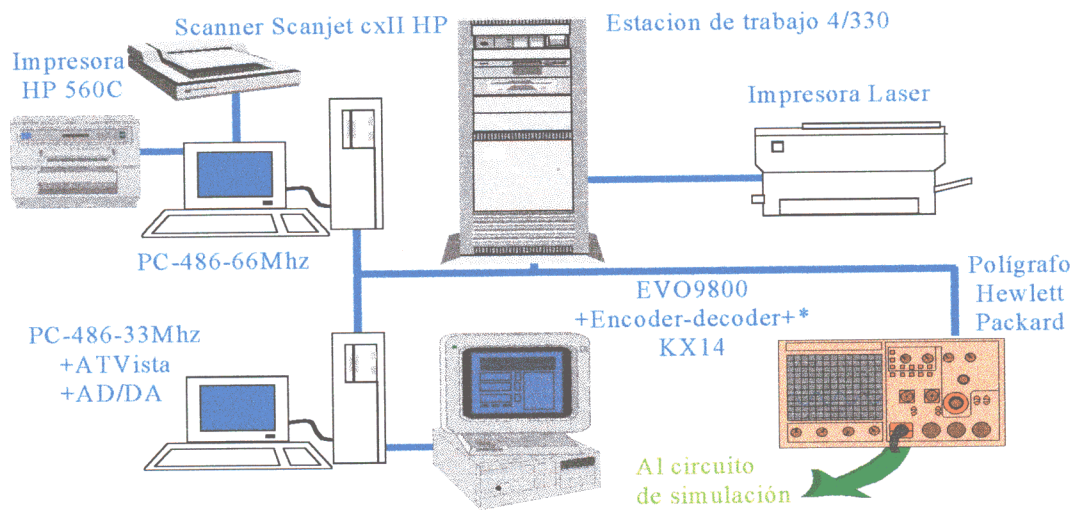 Scanner Scanjet cxII HP
Estacion de trabajo 4/330
Impresora
HP 560C
Impresora Laser
PC-486-66Mhz
Polígrafo
Hewlett
Packard
EVO9800
+Encoder-decoder+*
KX14
PC-486-33Mhz
+ATVista
+AD/DA
Al circuito
de simulación